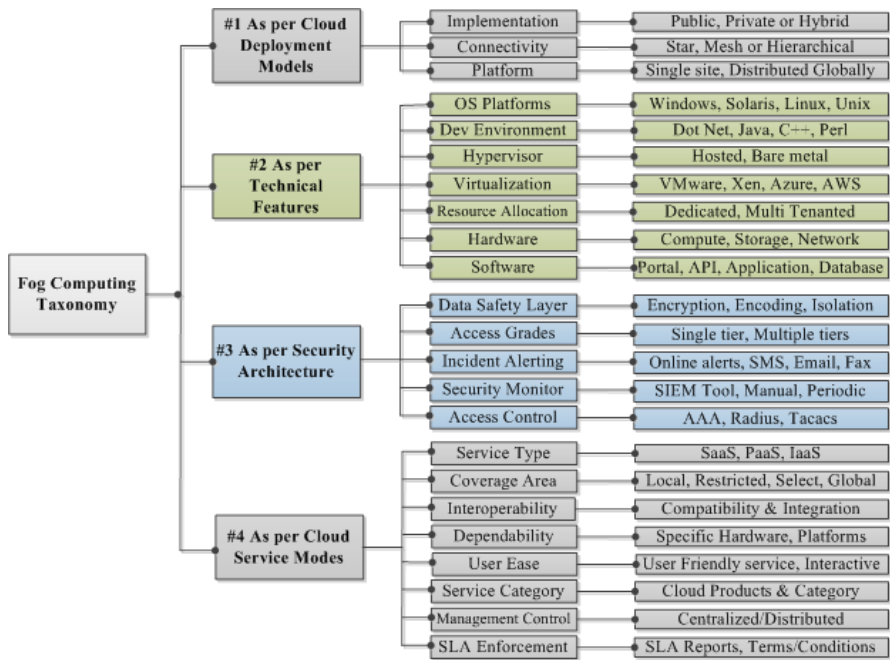 Fog Computing
Taxonomy
#1 As per Cloud
Deployment
Models
Implementation
Public, Private or Hybrid
Connectivity
Star, Mesh or Hierarchical
Platform
Single site, Distributed Globally
#2 As per
Technical
Features
OS Platforms
Windows, Solaris, Linux, Unix
Dev Environment
Dot Net, Java, C++, Perl
Hypervisor
Hosted, Bare metal
Virtualization
VMware, Xen, Azure, AWS
Resource Allocation
Dedicated, Multi Tenanted
Hardware
Compute, Storage, Network
Software
Portal, API, Application, Database
#3 As per Security
Architecture
Data Safety Layer
Encryption, Encoding, Isolation
Access Grades
Single tier, Multiple tiers
Incident Alerting
Online alerts, SMS, Email, Fax
Security Monitor
SIEM Tool, Manual, Periodic
Access Control
AAA, Radius, Tacacs
#4 As per Cloud
Service Modes
Service Type
SaaS, PaaS, IaaS
Coverage Area
Local, Restricted, Select, Global
Interoperability
Compatibility & Integration
Dependability
Specific Hardware, Platforms
User Ease
User Friendly service, Interactive
Service Category
Cloud Products & Category
Management Control
Centralized/Distributed
SLA Enforcement
SLA Reports, Terms/Conditions